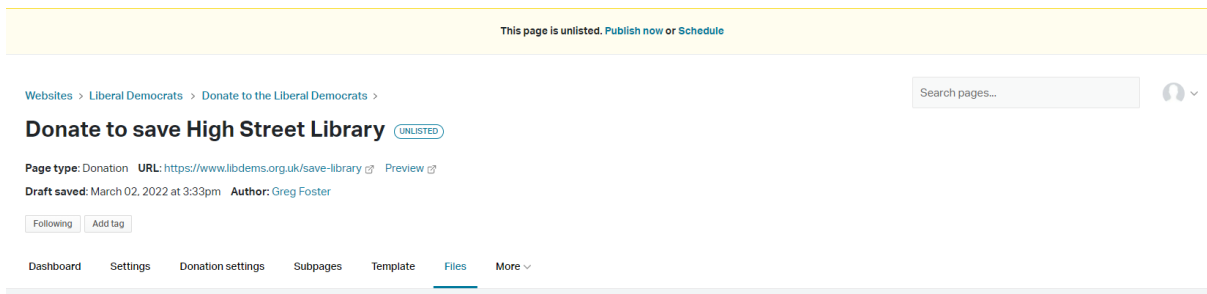 This page is unlisted. Publish now or Schedule
Websites > Liberal Democrats > Donate to the Liberal Democrats >
Search pages...
Donate to save High Street Library UNLISTED
Page type: Donation URL: https://www.libdems.org.uk/save-library Preview
Draft saved: March 02, 2022 at 3:33pm Author: Greg Foster
Following Add tag
Dashboard Settings Donation settings Subpages Template Files More